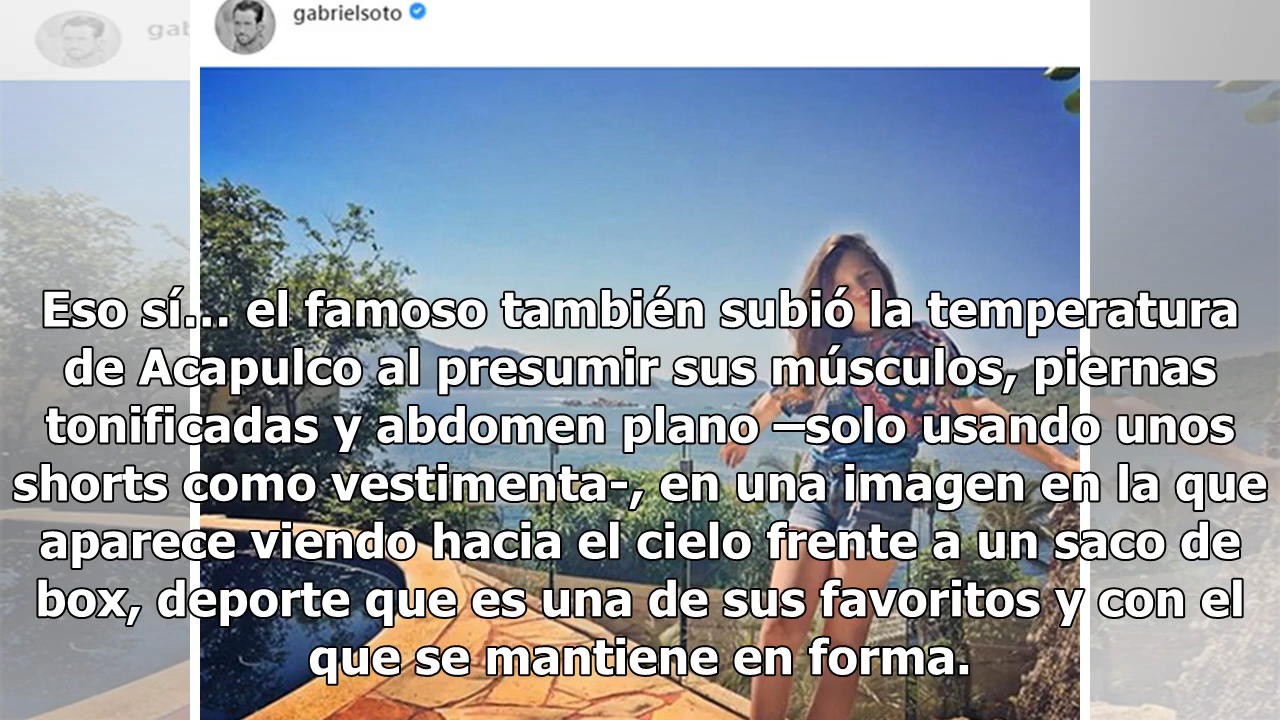 gabrielsoto
gab
Eso sí... el famoso también subió la temperatura
de Acapulco al presumir sus músculos, piernas
tonificadas y abdomen plano –solo usando unos
shorts como vestimenta-, en una imagen en la que
aparece viendo hacia el cielo frente a un saco de
box, deporte que es una de sus favoritos y con el
que se mantiene en forma.